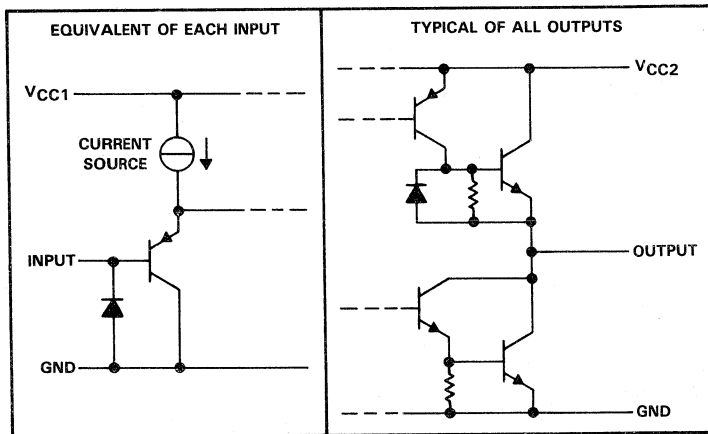 EQUIVALENT OF EACH INPUT
VCC1
CURRENT
SOURCE
INPUT
GND
TYPICAL OF ALL OUTPUTS
VCC2
OUTPUT
GND